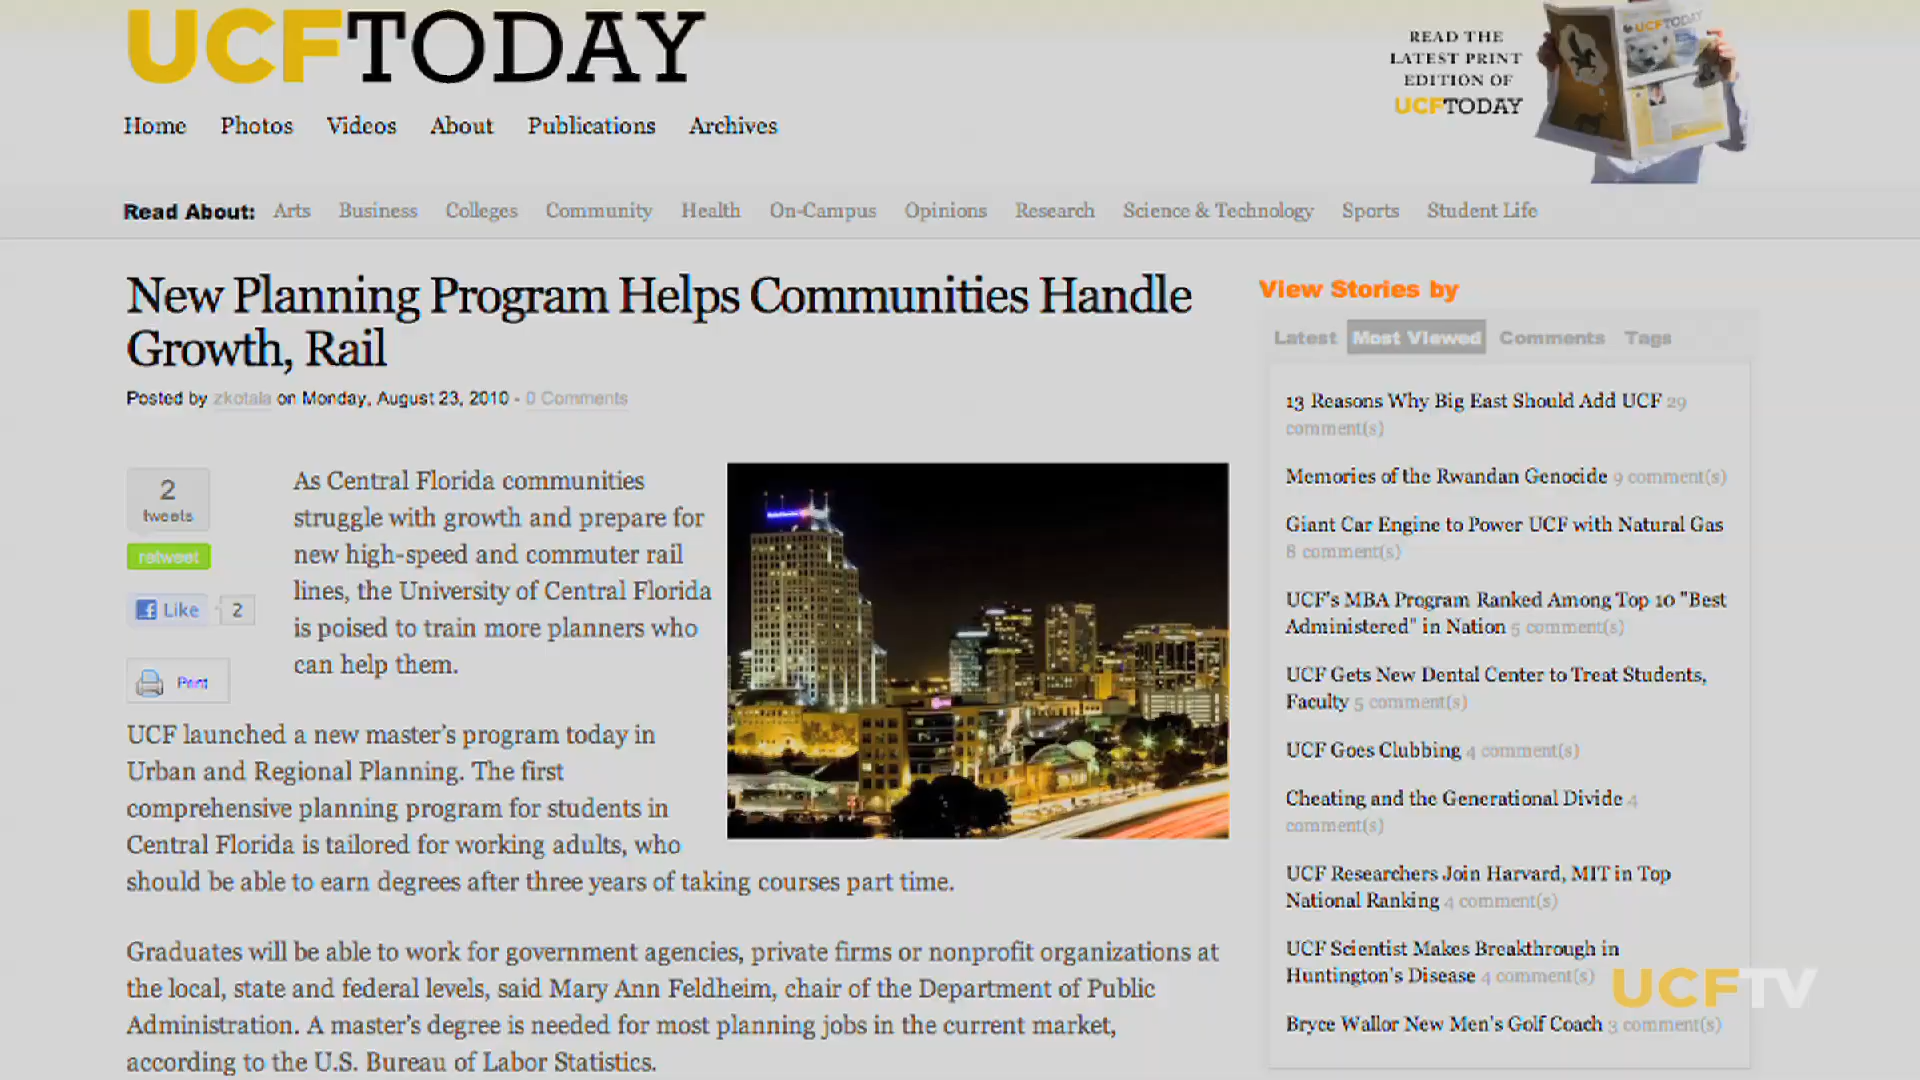 UCFTODAY
READ THE
LATEST PRINT
EDITION OF
UCFTODAY
UCFTODAY
Home Photos Videos About Publications Archives
Read About: Arts Business Colleges Community Health On-Campus Opinions Research Science & Technology Sports Student Life
New Planning Program Helps Communities Handle
Growth, Rail
Posted by zkotala on Monday, August 23, 2010 - 0 Comments
2
tweets
retweet
Like 2
Print
As Central Florida communities
struggle with growth and prepare for
new high-speed and commuter rail
lines, the University of Central Florida
is poised to train more planners who
can help them.
UCF launched a new master's program today in
Urban and Regional Planning. The first
comprehensive planning program for students in
Central Florida is tailored for working adults, who
should be able to earn degrees after three years of taking courses part time.
Graduates will be able to work for government agencies, private firms or nonprofit organizations at
the local, state and federal levels, said Mary Ann Feldheim, chair of the Department of Public
Administration. A master's degree is needed for most planning jobs in the current market,
according to the U.S. Bureau of Labor Statistics.
View Stories by
Latest Most Viewed Comments Tags
13 Reasons Why Big East Should Add UCF 29
comment(s)
Memories of the Rwandan Genocide 9 comment(s)
Giant Car Engine to Power UCF with Natural Gas
8 comment(s)
UCF's MBA Program Ranked Among Top 10 "Best
Administered" in Nation 5 comment(s)
UCF Gets New Dental Center to Treat Students,
Faculty 5 comment(s)
UCF Goes Clubbing 4 comment(s)
Cheating and the Generational Divide 4
comment(s)
UCF Researchers Join Harvard, MIT in Top
National Ranking 4 comment(s)
UCF Scientist Makes Breakthrough in
Huntington's Disease 4 comment(s)
Bryce Wallor New Men's Golf Coach 3 comment(s)
UCFTV